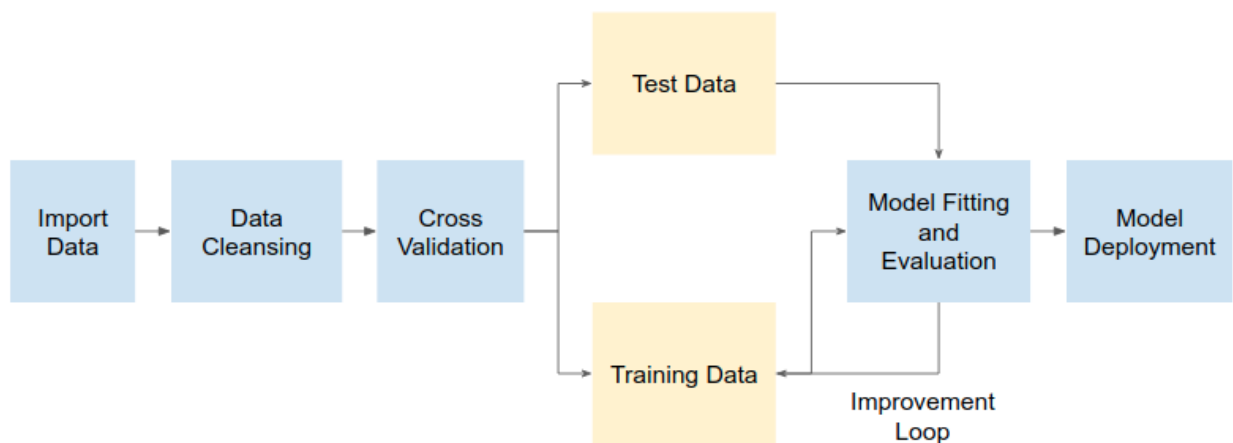 Import
Data
Data
Cleansing
Cross
Validation
Test Data
Training Data
Model Fitting
and
Evaluation
Model
Deployment
Improvement
Loop